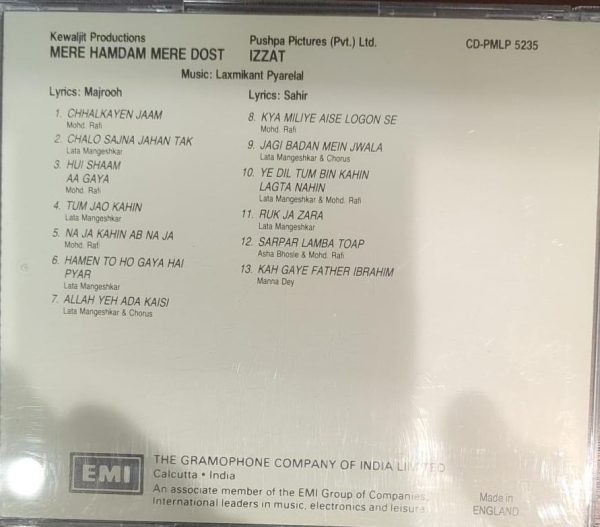 Kewaljit Productions
MERE HAMDAM MERE DOST
Pushpa Pictures (Pvt.) Ltd.
IZZAT
CD-PMLP 5235
Music: Laxmikant Pyarelal
Lyrics: Majrooh
1. CHHALKAYEN JAAM
Mohd. Rafi
2. CHALO SAJNA JAHAN TAK
Lata Mangeshkar
3. HUI SHAAM
AA GAYA
Mohd. Rafi
4. TUM JAO KAHIN
Lata Mangeshkar
5. NA JA KAHIN AB NA JA
Mohd. Rafi
6. HAMEN TO HO GAYA HAI
PYAR
Lata Mangeshkar
7. ALLAH YEH ADA KAISI
Lata Mangeshkar & Chorus
Lyrics: Sahir
8. KYA MILIYE AISE LOGON SE
Mohd. Rafi
9. JAGI BADAN MEIN JWALA
Lata Mangeshkar & Chorus
10. YE DIL TUM BIN KAHIN
LAGTA NAHIN
Lata Mangeshkar & Mohd. Rafi
11. RUK JA ZARA
Lata Mangeshkar
12. SARPAR LAMBA TOAP
Asha Bhosle & Mohd. Rafi
13. KAH GAYE FATHER IBRAHIM
Manna Dey
EMI
THE GRAMOPHONE COMPANY OF INDIA LIMITED
Calcutta • India
An associate member of the EMI Group of Companies,
International leaders in music, electronics and leisure
Made in
ENGLAND